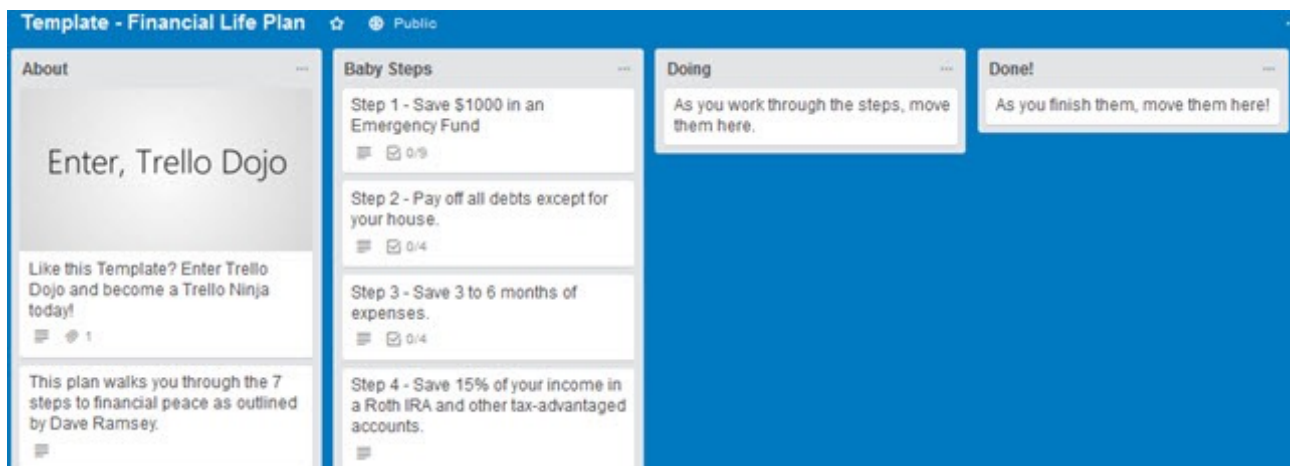 Template - Financial Life Plan
Public
About
Enter, Trello Dojo
Like this Template? Enter Trello
Dojo and become a Trello Ninja
today!
1
This plan walks you through the 7
steps to financial peace as outlined
by Dave Ramsey.
Baby Steps
Step 1 - Save $1000 in an
Emergency Fund
0/9
Step 2 - Pay off all debts except for
your house.
0/4
Step 3 - Save 3 to 6 months of
expenses.
0/4
Step 4 - Save 15% of your income in
a Roth IRA and other tax-advantaged
accounts.
Doing
As you work through the steps, move
them here.
Done!
As you finish them, move them here!